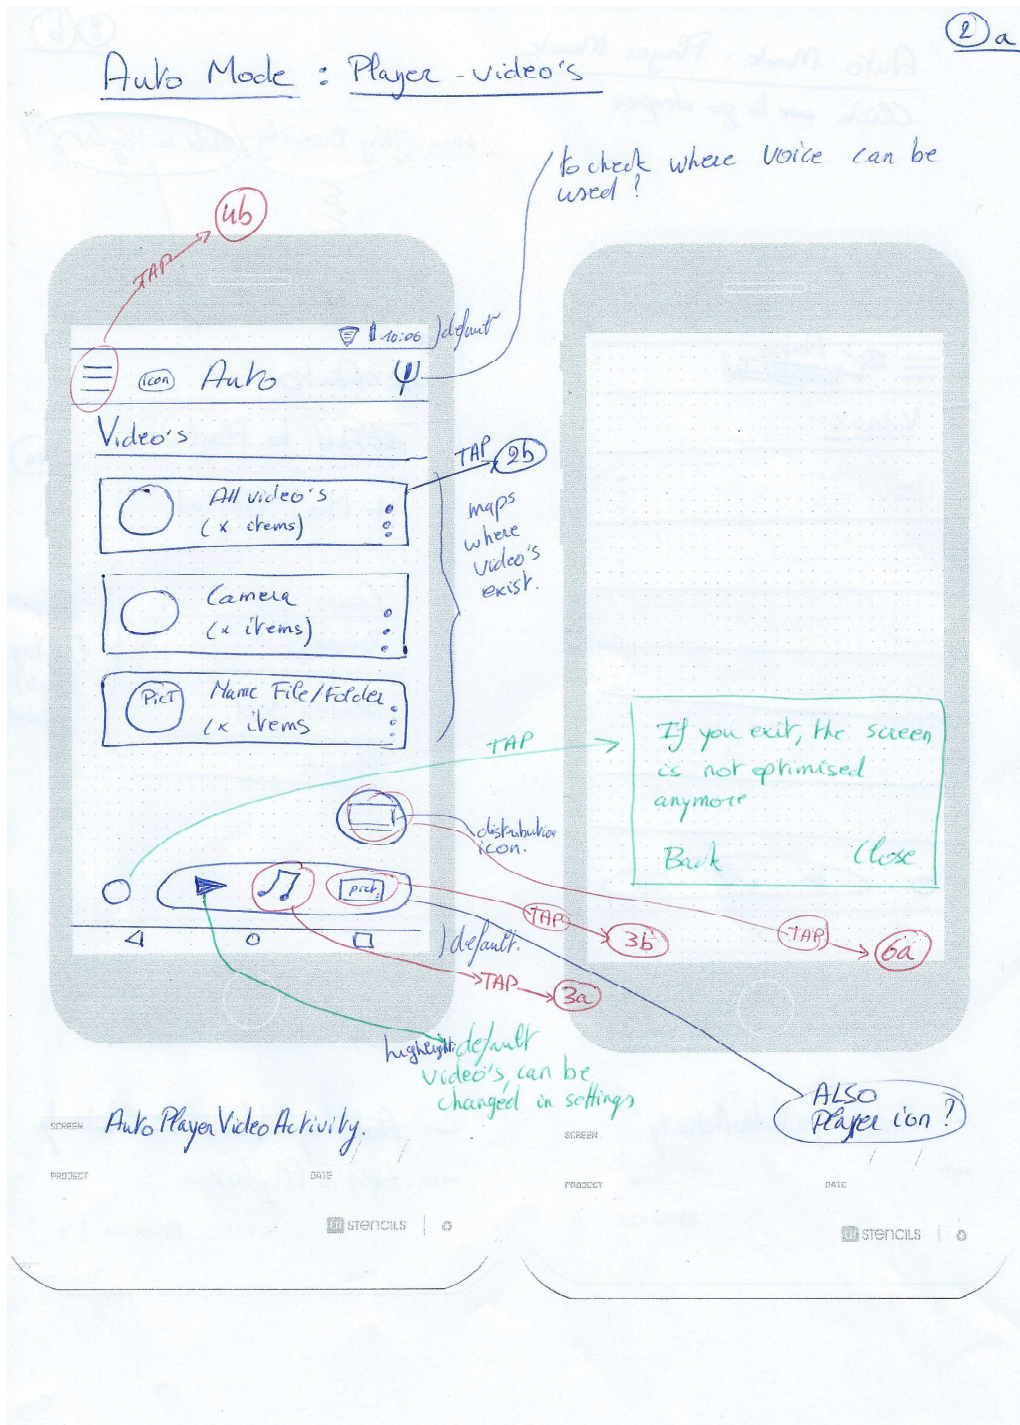 2a
Auto Mode : Player - video's
to check where voice can be
used ?
4b
TAP
10:06
default
icon
Auto
Video's
TAP
2b
All video's
(x items)
maps
where
video's
exist.
Camera
(x items)
PicT
Name File/Folder
(x items
TAP
If you exit, the screen
is not optimised
anymore
Back
Close
distribution
icon.
pict.
TAP
3b
TAP
6a
default.
TAP
3a
default
video's, can be
changed in settings
ALSO
Player icon ?
SCREEN
Auto Player Video Activity.
SCREEN
PROJECT
DATE
PROJECT
DATE
UI STENCILS
UI STENCILS